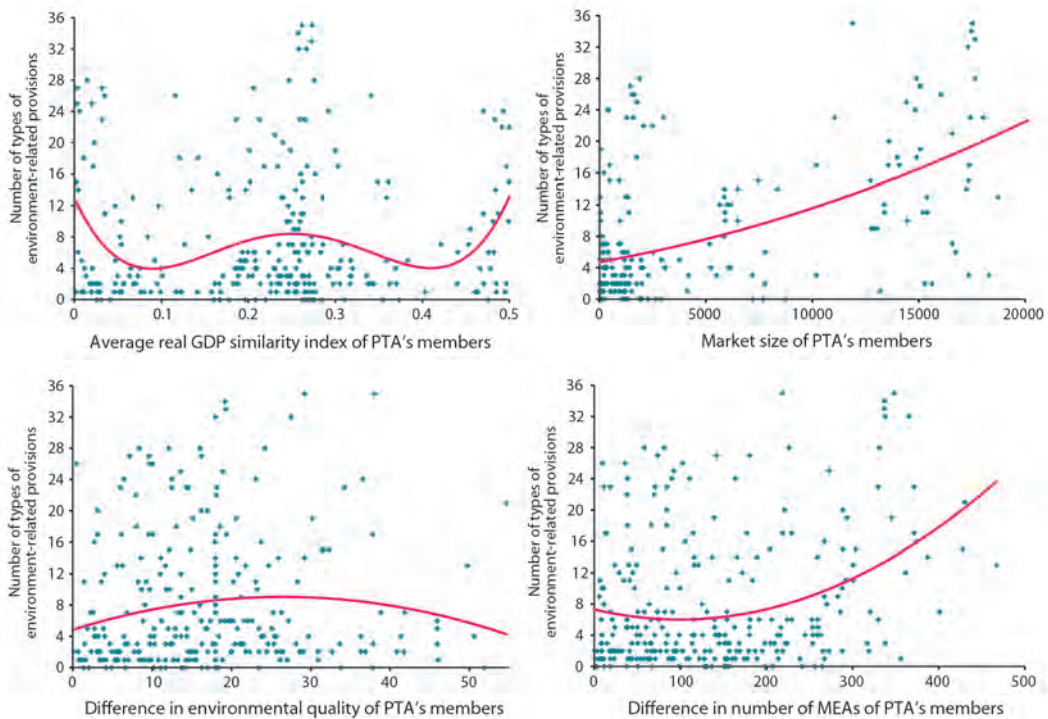 Number of types of
environment-related provisions
36
32
28
24
20
16
12
8
4
0
0 0.1 0.2 0.3 0.4 0.5
Average real GDP similarity index of PTA's members
Number of types of
environment-related provisions
36
32
28
24
20
16
12
8
4
0
0 5000 10000 15000 20000
Market size of PTA's members
Number of types of
environment-related provisions
36
32
28
24
20
16
12
8
4
0
0 10 20 30 40 50
Difference in environmental quality of PTA's members
Number of types of
environment-related provisions
36
32
28
24
20
16
12
8
4
0
0 100 200 300 400 500
Difference in number of MEAs of PTA's members